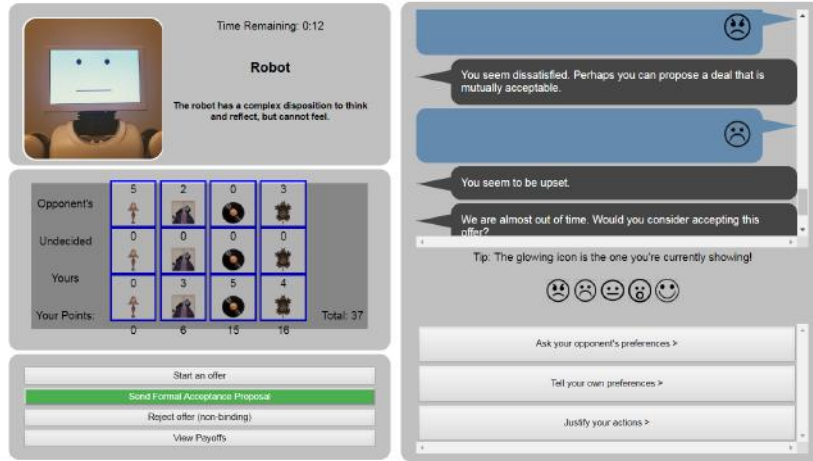 Time Remaining: 0:12
Robot
The robot has a complex disposition to think
and reflect, but cannot feel.
Opponent's
5 2 0 3
Undecided
0 0 0 0
Yours
0 3 5 4
Your Points:
0 6 15 16
Total: 37
Start an offer
Send Formal Acceptance Proposal
Reject offer (non-binding)
View Payoffs
You seem dissatisfied. Perhaps you can propose a deal that is
mutually acceptable.
You seem to be upset.
We are almost out of time. Would you consider accepting this
offer?
Tip: The glowing icon is the one you're currently showing!
Ask your opponent's preferences >
Tell your own preferences >
Justify your actions >